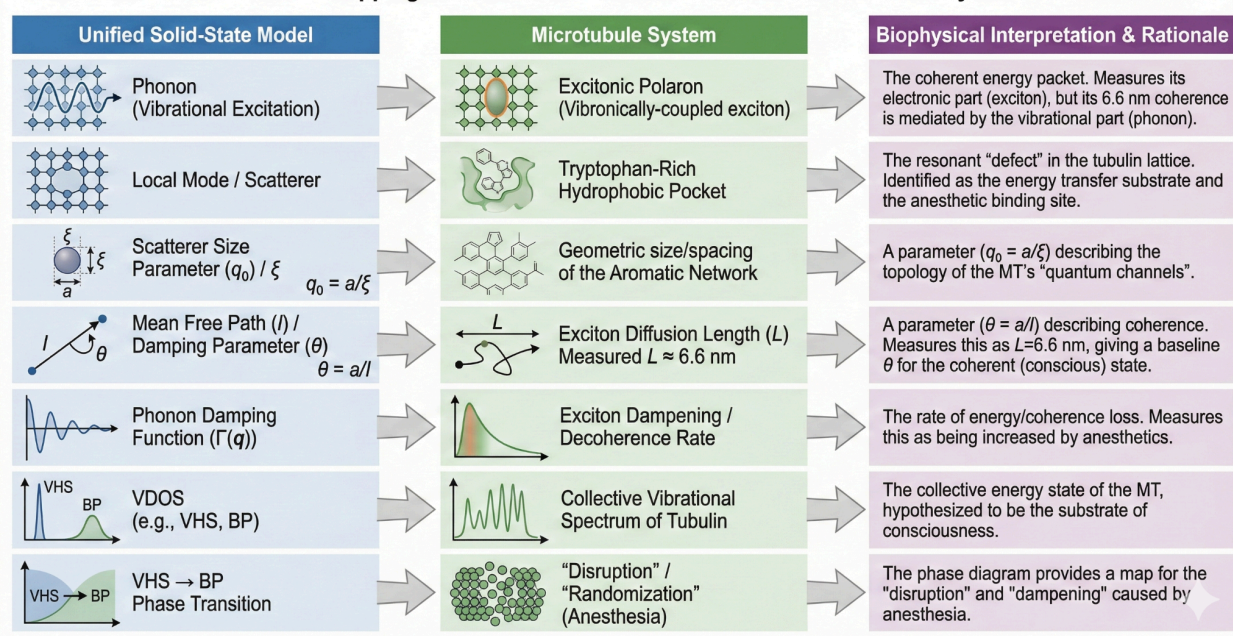 Unified Solid-State Model
Microtubule System
Biophysical Interpretation & Rationale
Phonon
(Vibrational Excitation)
Excitonic Polaron
(Vibronically-coupled exciton)
The coherent energy packet. Measures its
electronic part (exciton), but its 6.6 nm coherence
is mediated by the vibrational part (phonon).
Local Mode / Scatterer
Tryptophan-Rich
Hydrophobic Pocket
The resonant “defect” in the tubulin lattice.
Identified as the energy transfer substrate and
the anesthetic binding site.
ξ
ξ
a
Scatterer Size
Parameter (q₀) / ξ
q₀ = a/ξ
Geometric size/spacing
of the Aromatic Network
A parameter (q₀ = a/ξ) describing the
topology of the MT’s “quantum channels”.
l
θ
Mean Free Path (l) /
Damping Parameter (θ)
θ = a/l
L
Exciton Diffusion Length (L)
Measured L ≈ 6.6 nm
A parameter (θ = a/l) describing coherence.
Measures this as L=6.6 nm, giving a baseline
θ for the coherent (conscious) state.
Phonon Damping
Function (Γ(q))
Exciton Dampening /
Decoherence Rate
The rate of energy/coherence loss. Measures
this as being increased by anesthetics.
VHS
BP
VDOS
(e.g., VHS, BP)
Collective Vibrational
Spectrum of Tubulin
The collective energy state of the MT,
hypothesized to be the substrate of
consciousness.
VHS → BP
VHS → BP
Phase Transition
“Disruption” /
“Randomization”
(Anesthesia)
The phase diagram provides a map for the
"disruption" and "dampening" caused by
anesthesia.